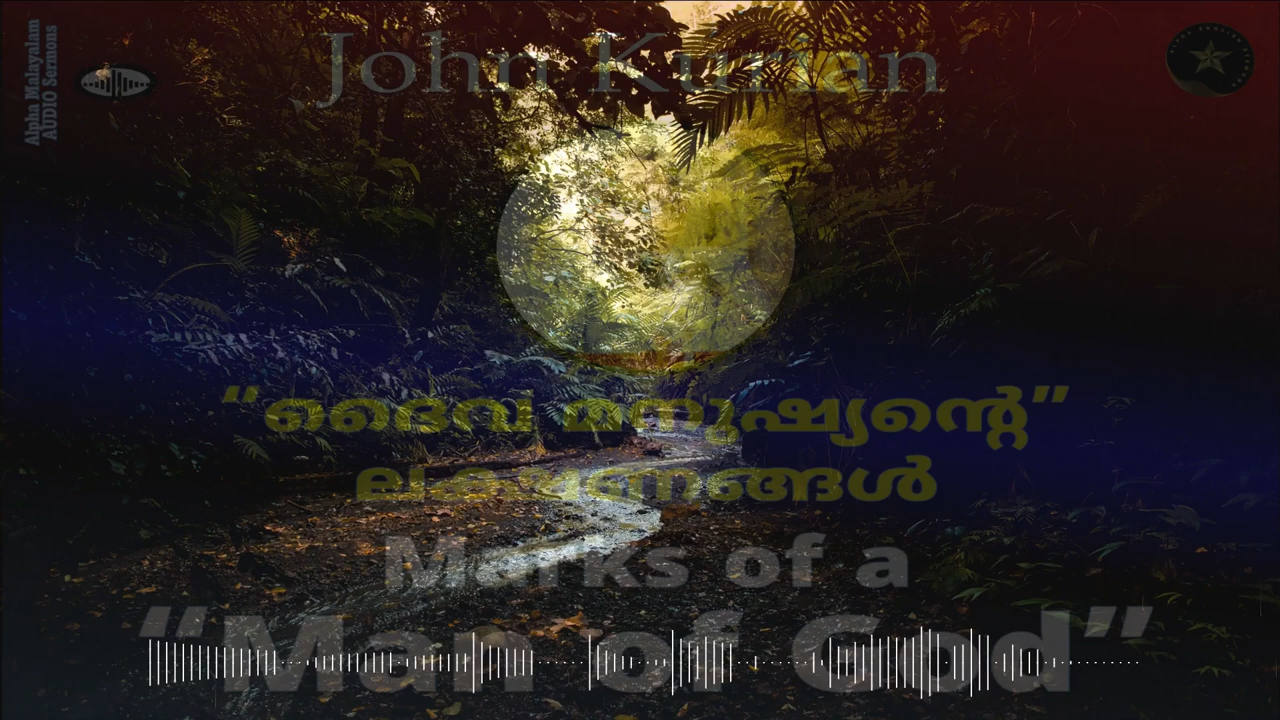 Alpha Malayalam
AUDIO Sermons
John Kurian
“ദൈവ മനുഷ്യന്റെ”
ലക്ഷണങ്ങൾ
Marks of a
“Man of God”